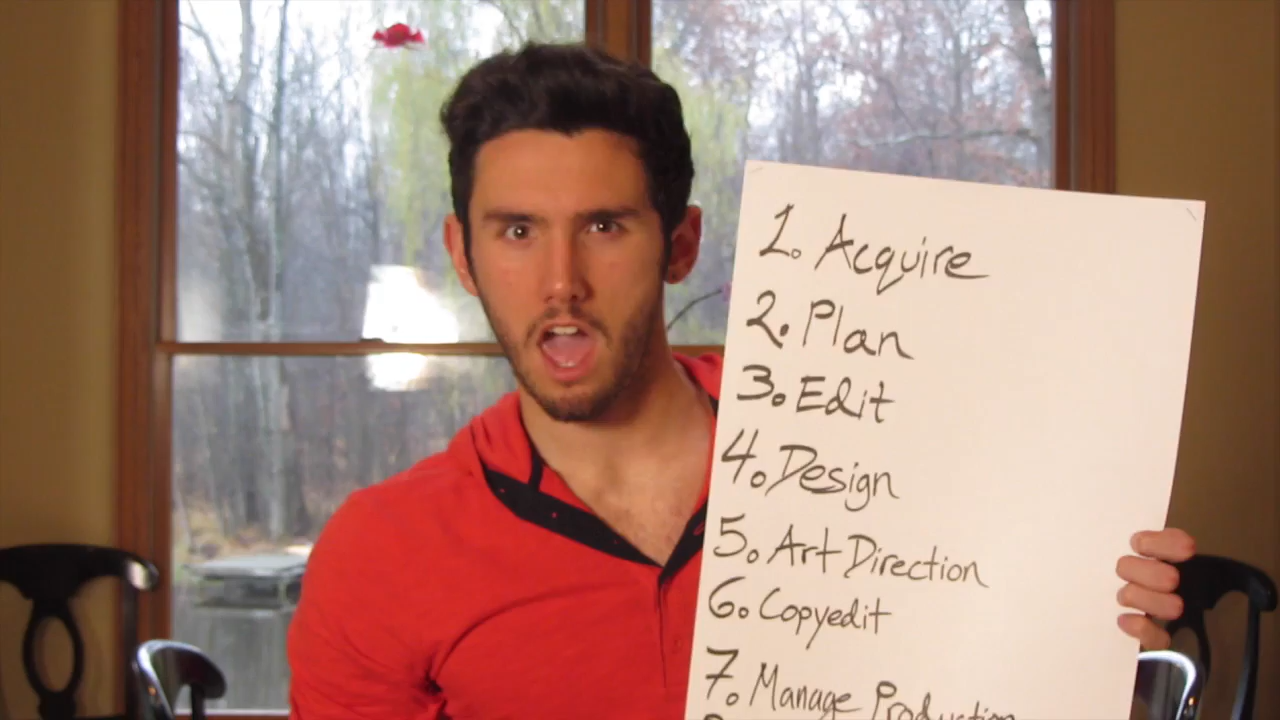 1. Acquire
2. Plan
3. Edit
4. Design
5. Art Direction
6. Copyedit
7. Manage Production